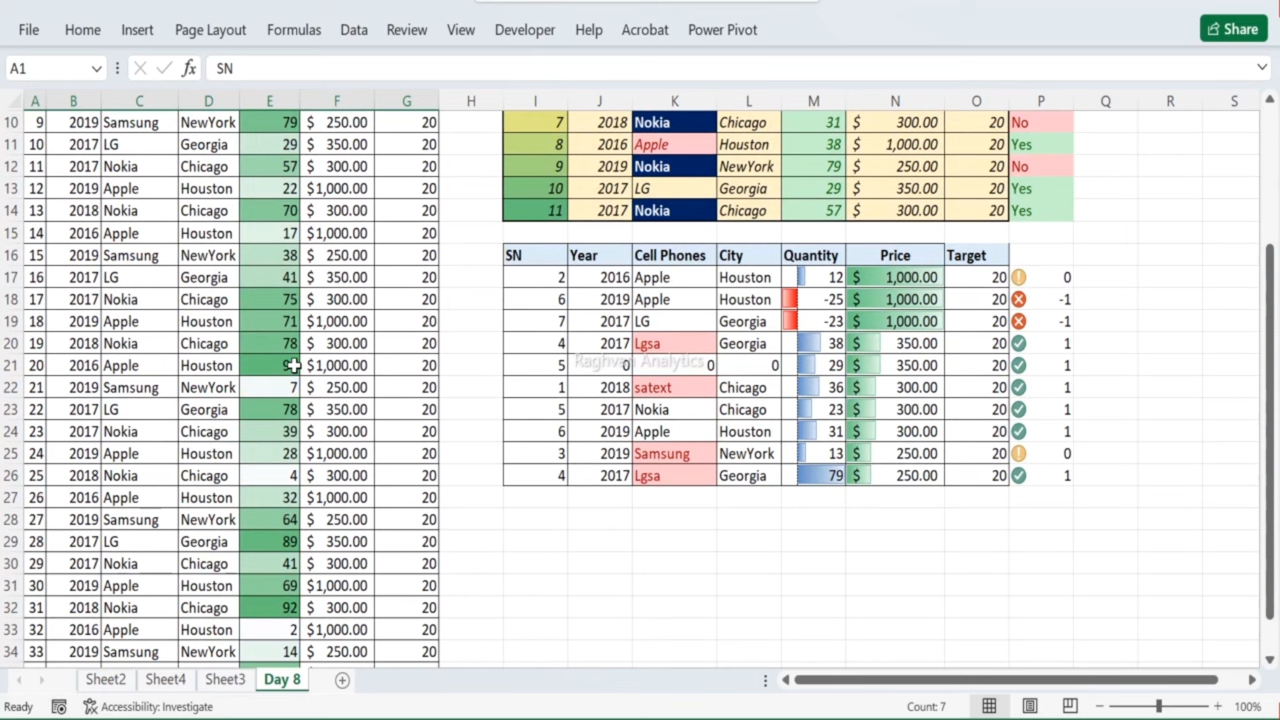 File Home Insert Page Layout Formulas Data Review View Developer Help Acrobat Power Pivot Share
A1 fx SN
A B C D E F G H I J K L M N O P Q R S
10 9 2019 Samsung NewYork 79 $ 250.00 20 7 2018 Nokia Chicago 31 $ 300.00 20 No
11 10 2017 LG Georgia 29 $ 350.00 20 8 2016 Apple Houston 38 $ 1,000.00 20 Yes
12 11 2017 Nokia Chicago 57 $ 300.00 20 9 2019 Nokia NewYork 79 $ 250.00 20 No
13 12 2019 Apple Houston 22 $1,000.00 20 10 2017 LG Georgia 29 $ 350.00 20 Yes
14 13 2018 Nokia Chicago 70 $ 300.00 20 11 2017 Nokia Chicago 57 $ 300.00 20 Yes
15 14 2016 Apple Houston 17 $1,000.00 20
16 15 2019 Samsung NewYork 38 $ 250.00 20 SN Year Cell Phones City Quantity Price Target
17 16 2017 LG Georgia 41 $ 350.00 20 2 2016 Apple Houston 12 $ 1,000.00 20 0
18 17 2017 Nokia Chicago 75 $ 300.00 20 6 2019 Apple Houston -25 $ 1,000.00 20 -1
19 18 2019 Apple Houston 71 $1,000.00 20 7 2017 LG Georgia -23 $ 1,000.00 20 -1
20 19 2018 Nokia Chicago 78 $ 300.00 20 4 2017 Lgsa Georgia 38 $ 350.00 20 1
21 20 2016 Apple Houston $1,000.00 20 5 0 0 0 29 $ 350.00 20 1
Raghvan Analytics
22 21 2019 Samsung NewYork 7 $ 250.00 20 1 2018 satext Chicago 36 $ 300.00 20 1
23 22 2017 LG Georgia 78 $ 350.00 20 5 2017 Nokia Chicago 23 $ 300.00 20 1
24 23 2017 Nokia Chicago 39 $ 300.00 20 6 2019 Apple Houston 31 $ 300.00 20 1
25 24 2019 Apple Houston 28 $1,000.00 20 3 2019 Samsung NewYork 13 $ 250.00 20 0
26 25 2018 Nokia Chicago 4 $ 300.00 20 4 2017 Lgsa Georgia 79 $ 250.00 20 1
27 26 2016 Apple Houston 32 $1,000.00 20
28 27 2019 Samsung NewYork 64 $ 250.00 20
29 28 2017 LG Georgia 89 $ 350.00 20
30 29 2017 Nokia Chicago 41 $ 300.00 20
31 30 2019 Apple Houston 69 $1,000.00 20
32 31 2018 Nokia Chicago 92 $ 300.00 20
33 32 2016 Apple Houston 2 $1,000.00 20
34 33 2019 Samsung NewYork 14 $ 250.00 20
Sheet2 Sheet4 Sheet3 Day 8
Ready Accessibility: Investigate Count: 7 100%